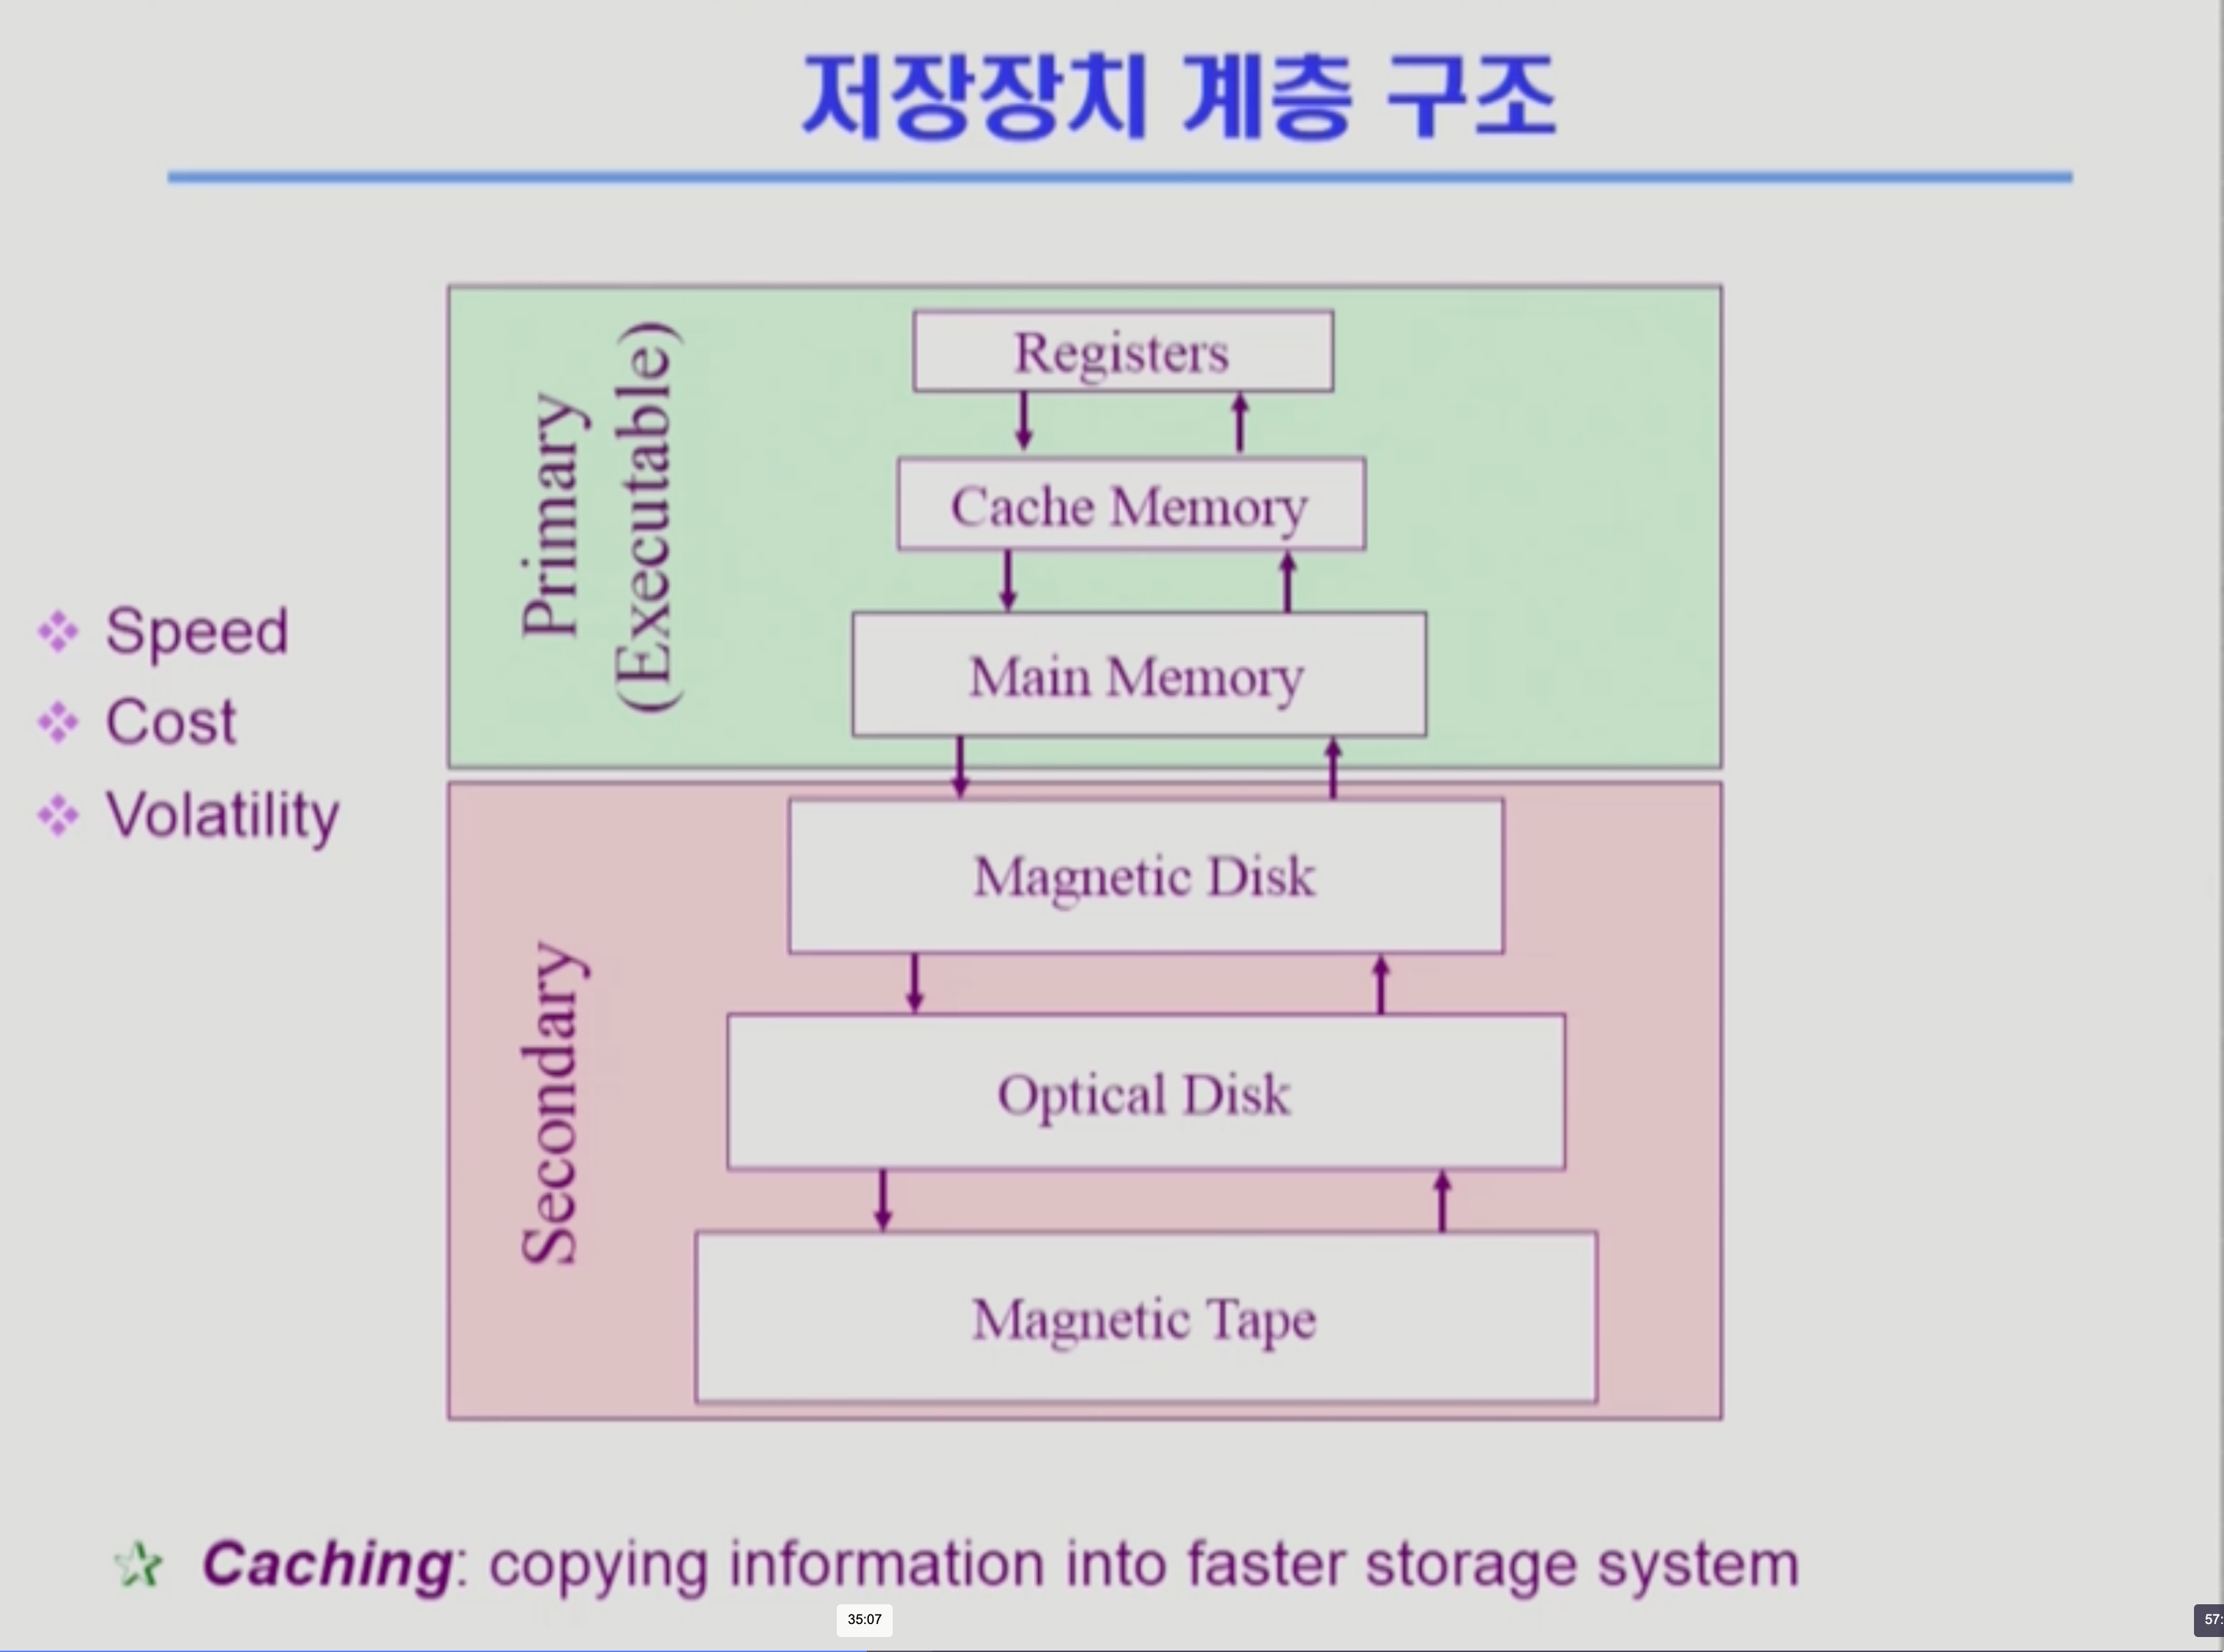 저장장치 계층 구조
Primary
(Executable)
Registers
Cache Memory
Main Memory
Speed
Cost
Volatility
Secondary
Magnetic Disk
Optical Disk
Magnetic Tape
Caching: copying information into faster storage system
35:07
57: